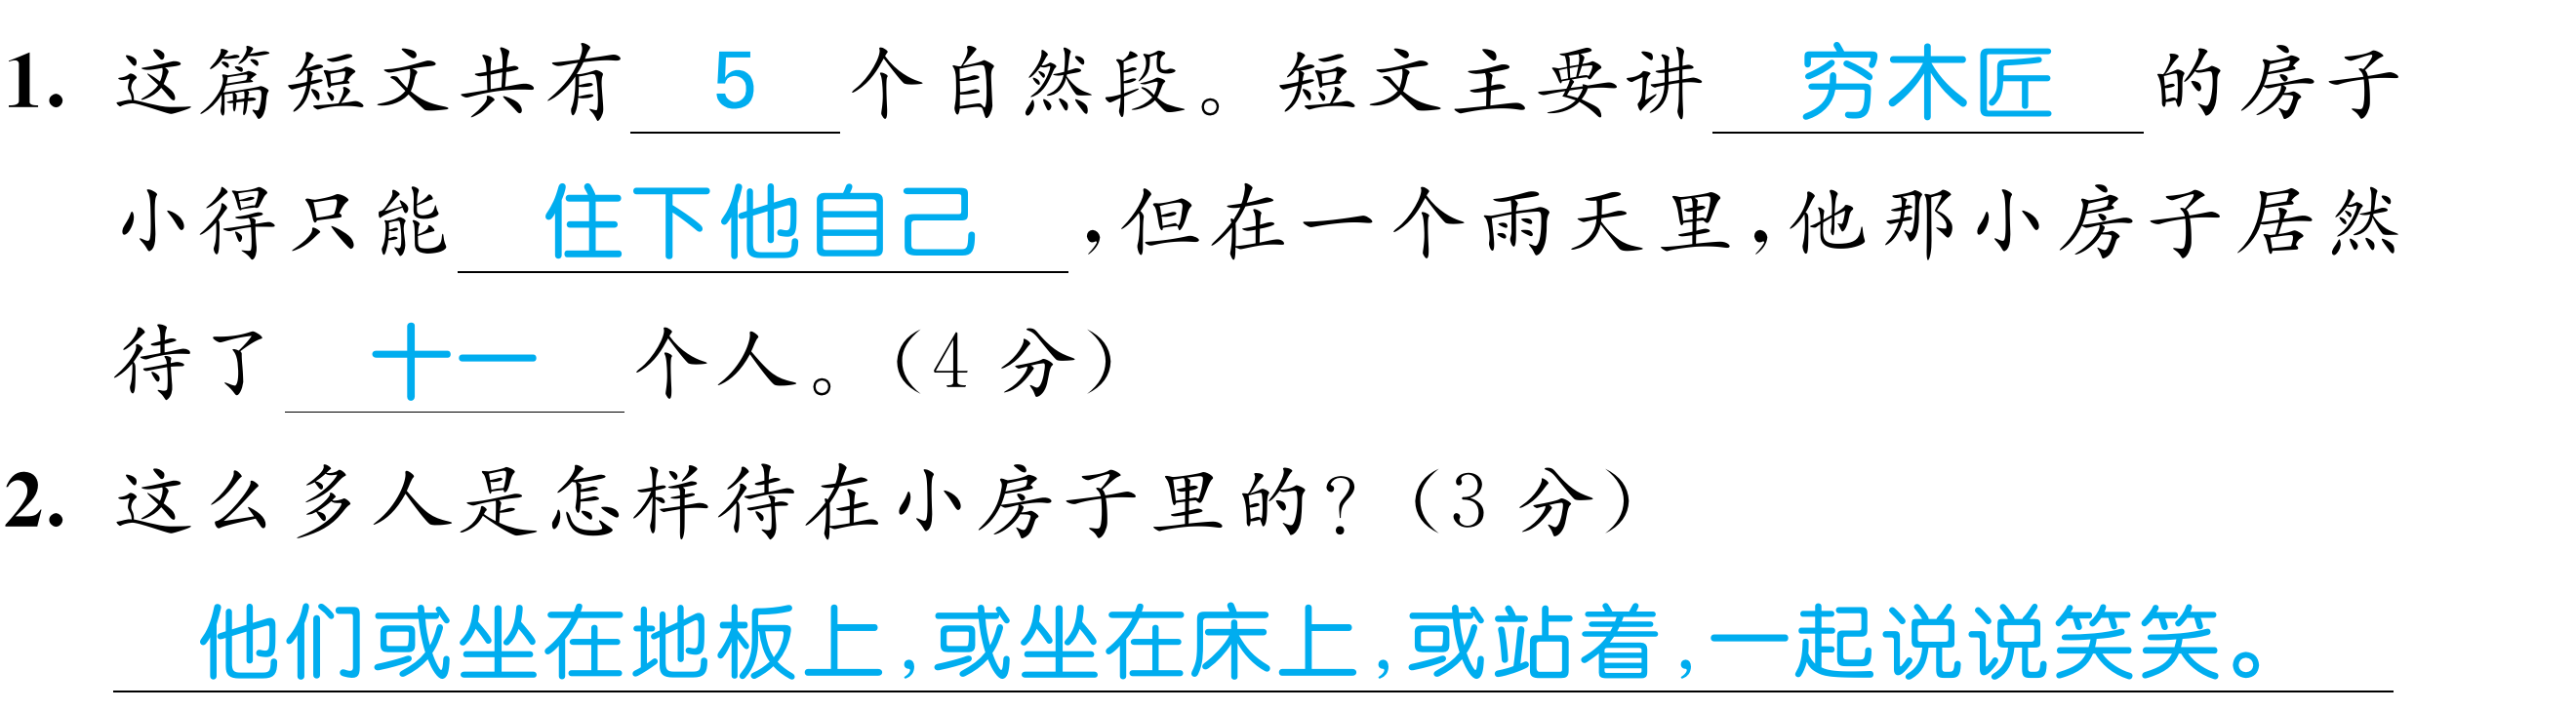 1. 这篇短文共有 5 个自然段。短文主要讲 穷木匠 的房子
小得只能 住下他自己 ,但在一个雨天里,他那小房子居然
待了 十一 个人。(4 分)
2. 这么多人是怎样待在小房子里的?(3 分)
他们或坐在地板上,或坐在床上,或站着,一起说说笑笑。